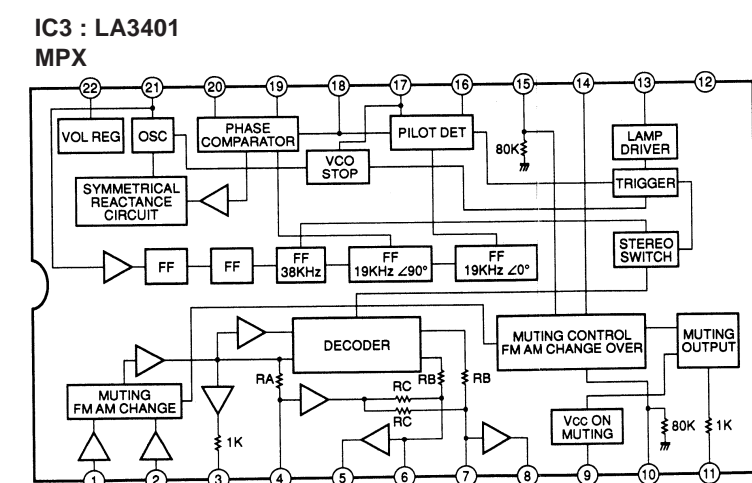 IC3 : LA3401
MPX
22 21 20 19 18 17 16 15 14 13 12
VOL REG
OSC
PHASE
COMPARATOR
VCO
STOP
PILOT DET
80K
LAMP
DRIVER
TRIGGER
SYMMETRICAL
REACTANCE
CIRCUIT
STEREO
SWITCH
FF
FF
FF
38KHz
FF
19KHz ∠90°
FF
19KHz ∠0°
DECODER
MUTING CONTROL
FM AM CHANGE OVER
MUTING
OUTPUT
RA
RB
RB
RC
RC
MUTING
FM AM CHANGE
1K
Vcc ON
MUTING
80K
1K
1 2 3 4 5 6 7 8 9 10 11